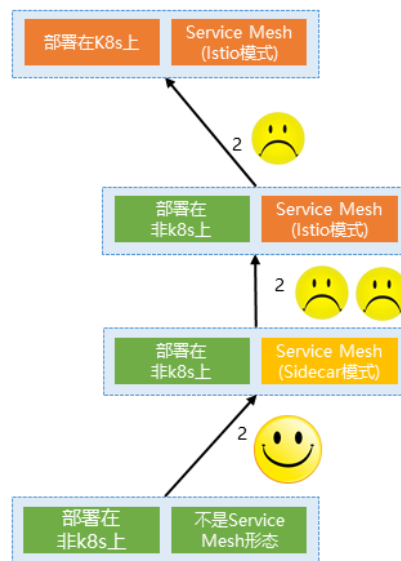 部署在K8s上
Service Mesh
(Istio模式)
2
部署在
非k8s上
Service Mesh
(Istio模式)
2
部署在
非k8s上
Service Mesh
(Sidecar模式)
2
部署在
非k8s上
不是Service
Mesh形态